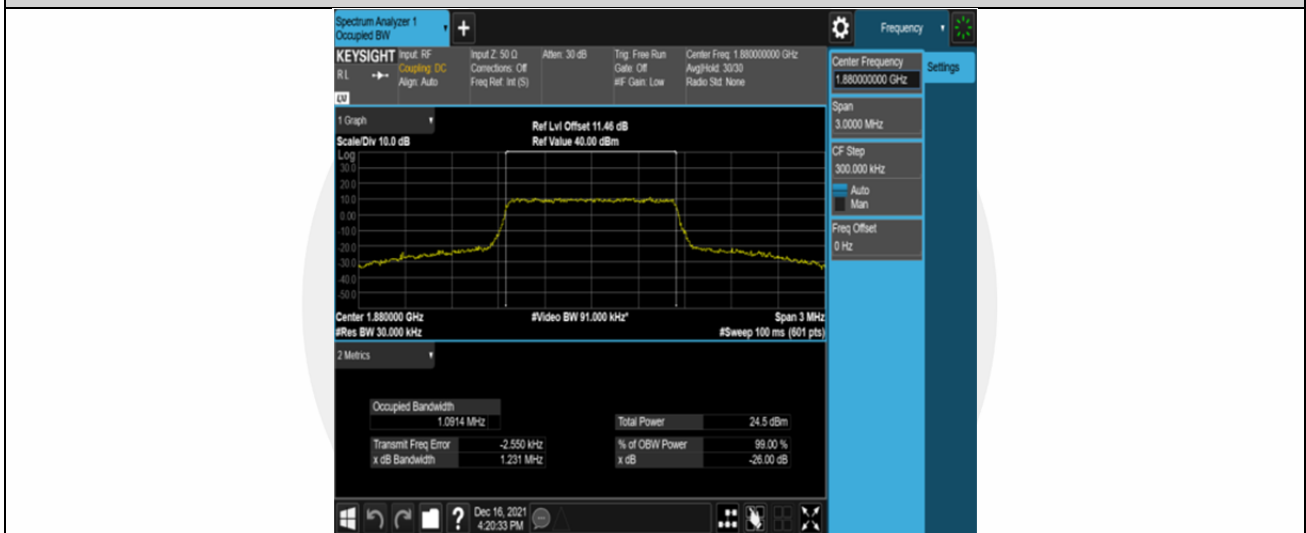 Spectrum Analyzer 1
Occupied BW
+
Frequency
KEYSIGHT Input: RF Input Z: 50 Ω Atten: 30 dB Trig: Free Run Center Freq: 1.880000000 GHz
RL Coupling: DC Corrections: Off Gate: Off Avg|Hold: 30/30
Align: Auto Freq Ref: Int (S) #IF Gain: Low Radio Std: None
Center Frequency
1.880000000 GHz
Settings
Span
3.0000 MHz
CF Step
300.000 kHz
Auto
Man
Freq Offset
0 Hz
1 Graph
Ref Lvl Offset 11.46 dB
Scale/Div 10.0 dB Ref Value 40.00 dBm
Log
30.0
20.0
10.0
0.00
-10.0
-20.0
-30.0
-40.0
-50.0
Center 1.880000 GHz #Video BW 91.000 kHz* Span 3 MHz
#Res BW 30.000 kHz #Sweep 100 ms (601 pts)
2 Metrics
Occupied Bandwidth
1.0914 MHz Total Power 24.5 dBm
Transmit Freq Error -2.550 kHz % of OBW Power 99.00 %
x dB Bandwidth 1.231 MHz x dB -26.00 dB
? Dec 16, 2021
4:20:33 PM